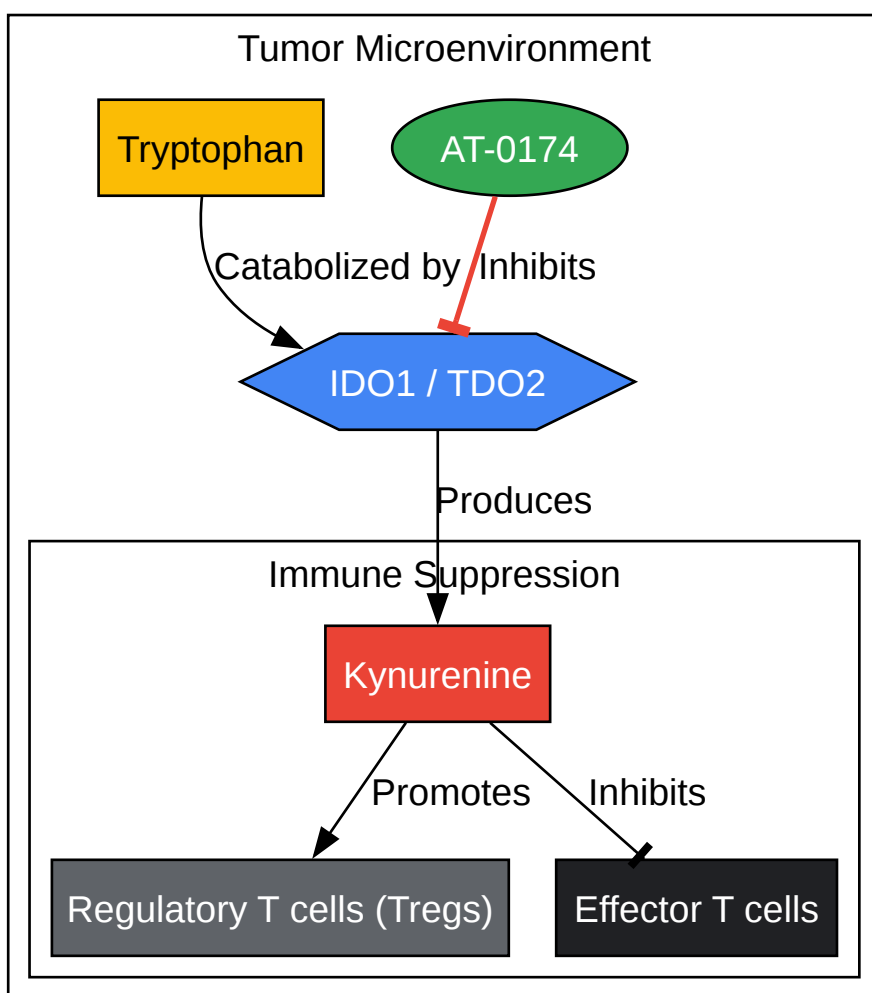 Tumor Microenvironment
Tryptophan
AT-0174
Catabolized by
Inhibits
IDO1 / TDO2
Produces
Immune Suppression
Kynurenine
Promotes
Inhibits
Regulatory T cells (Tregs)
Effector T cells